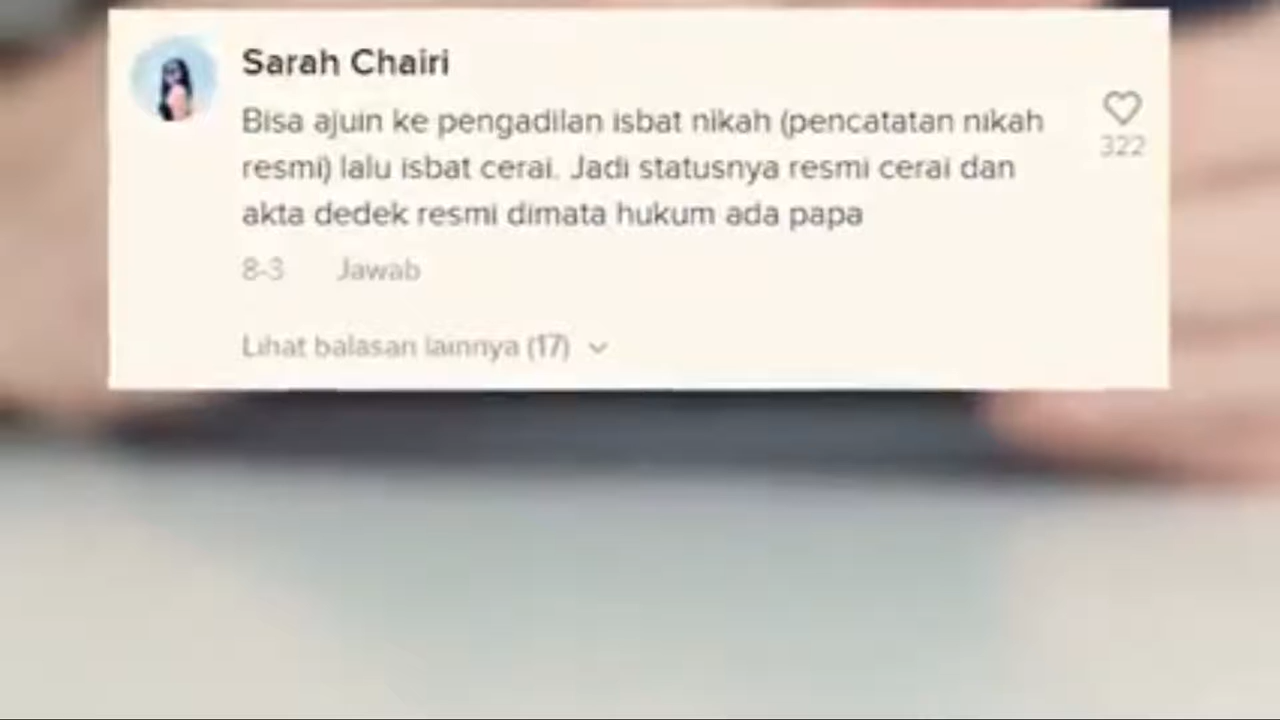 Sarah Chairi
Bisa ajuin ke pengadilan isbat nikah (pencatatan nikah
resmi) lalu isbat cerai. Jadi statusnya resmi cerai dan
akta dedek resmi dimata hukum ada papa
322
8-3 Jawab
Lihat balasan lainnya (17)